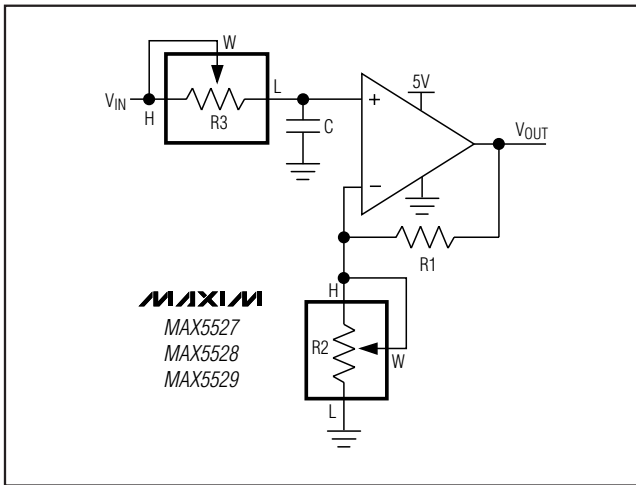 W
5V
L
V_IN
H
R3
C
+
−
V_OUT
R1
MAXIM
MAX5527
MAX5528
MAX5529
H
R2
W
L